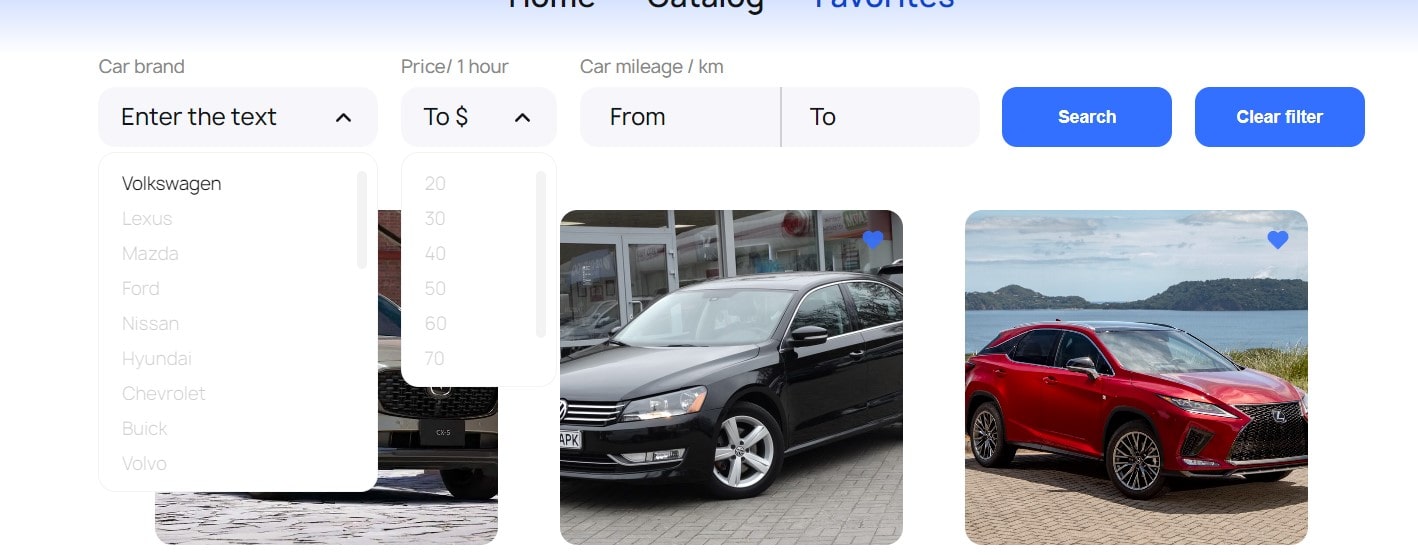 Home Catalog Favorites
Car brand Price/ 1 hour Car mileage / km
Enter the text To $ From To Search Clear filter
Volkswagen 20
Lexus 30
Mazda 40
Ford 50
Nissan 60
Hyundai 70
Chevrolet
Buick
CX-5
APK
Volvo